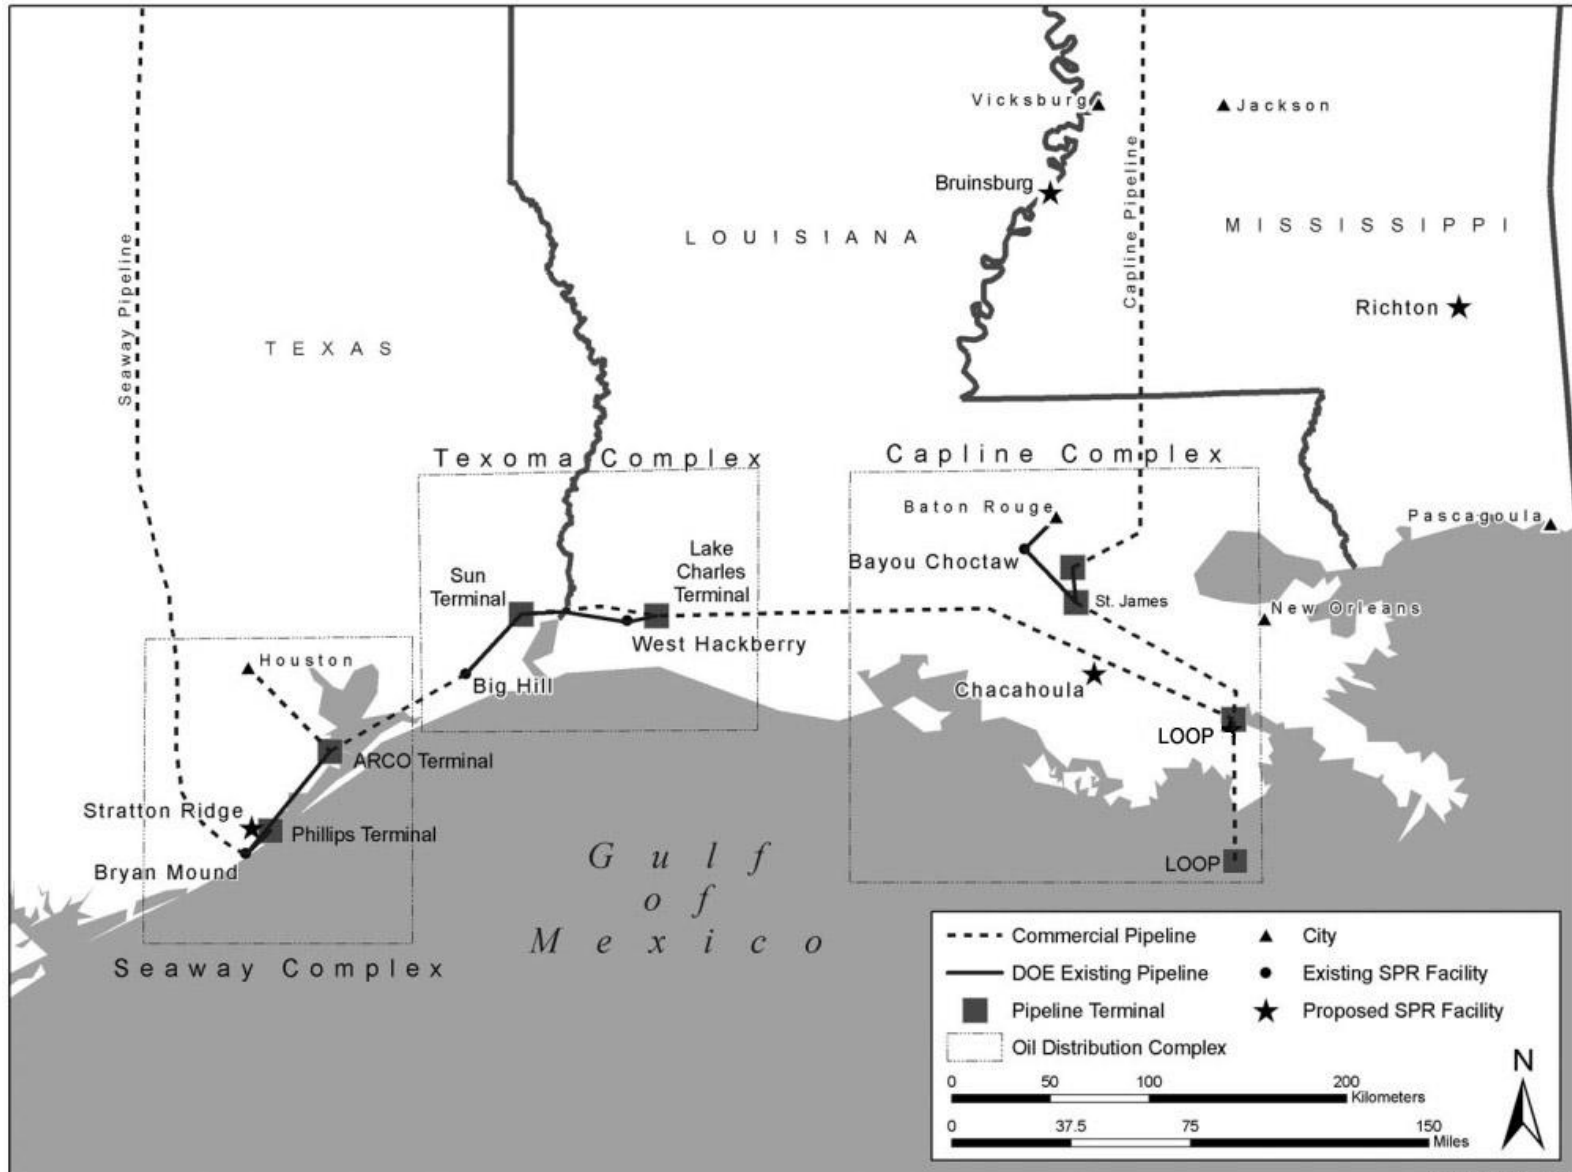 Vicksburg
Jackson
Bruinsburg
Capline Pipeline
LOUISIANA
MISSISSIPPI
Seaway Pipeline
Richton
TEXAS
Texoma Complex
Capline Complex
Baton Rouge
Pascagoula
Lake
Charles
Terminal
Sun
Terminal
Bayou Choctaw
St. James
New Orleans
West Hackberry
Houston
Big Hill
Chacahoula
LOOP
ARCO Terminal
Stratton Ridge
Phillips Terminal
Bryan Mound
LOOP
Gulf
of
Mexico
Seaway Complex
Commercial Pipeline
City
DOE Existing Pipeline
Existing SPR Facility
Pipeline Terminal
Proposed SPR Facility
Oil Distribution Complex
N
0 50 100 200
Kilometers
0 37.5 75 150
Miles